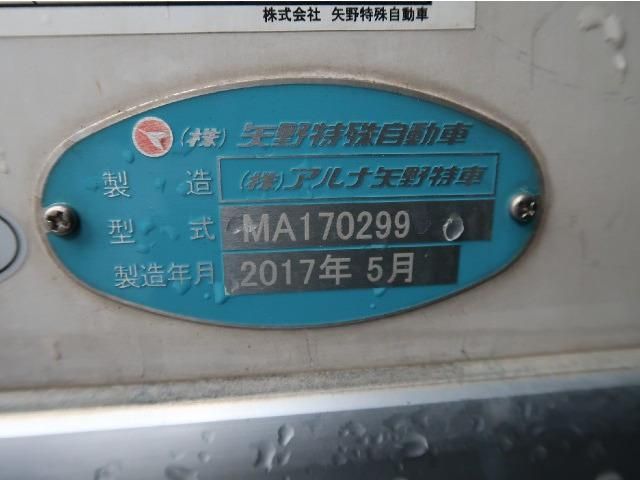 株式会社 矢野特殊自動車
(株)矢野特殊自動車
製造 (株)アルナ矢野特車
型式 MA170299
製造年月 2017年 5月